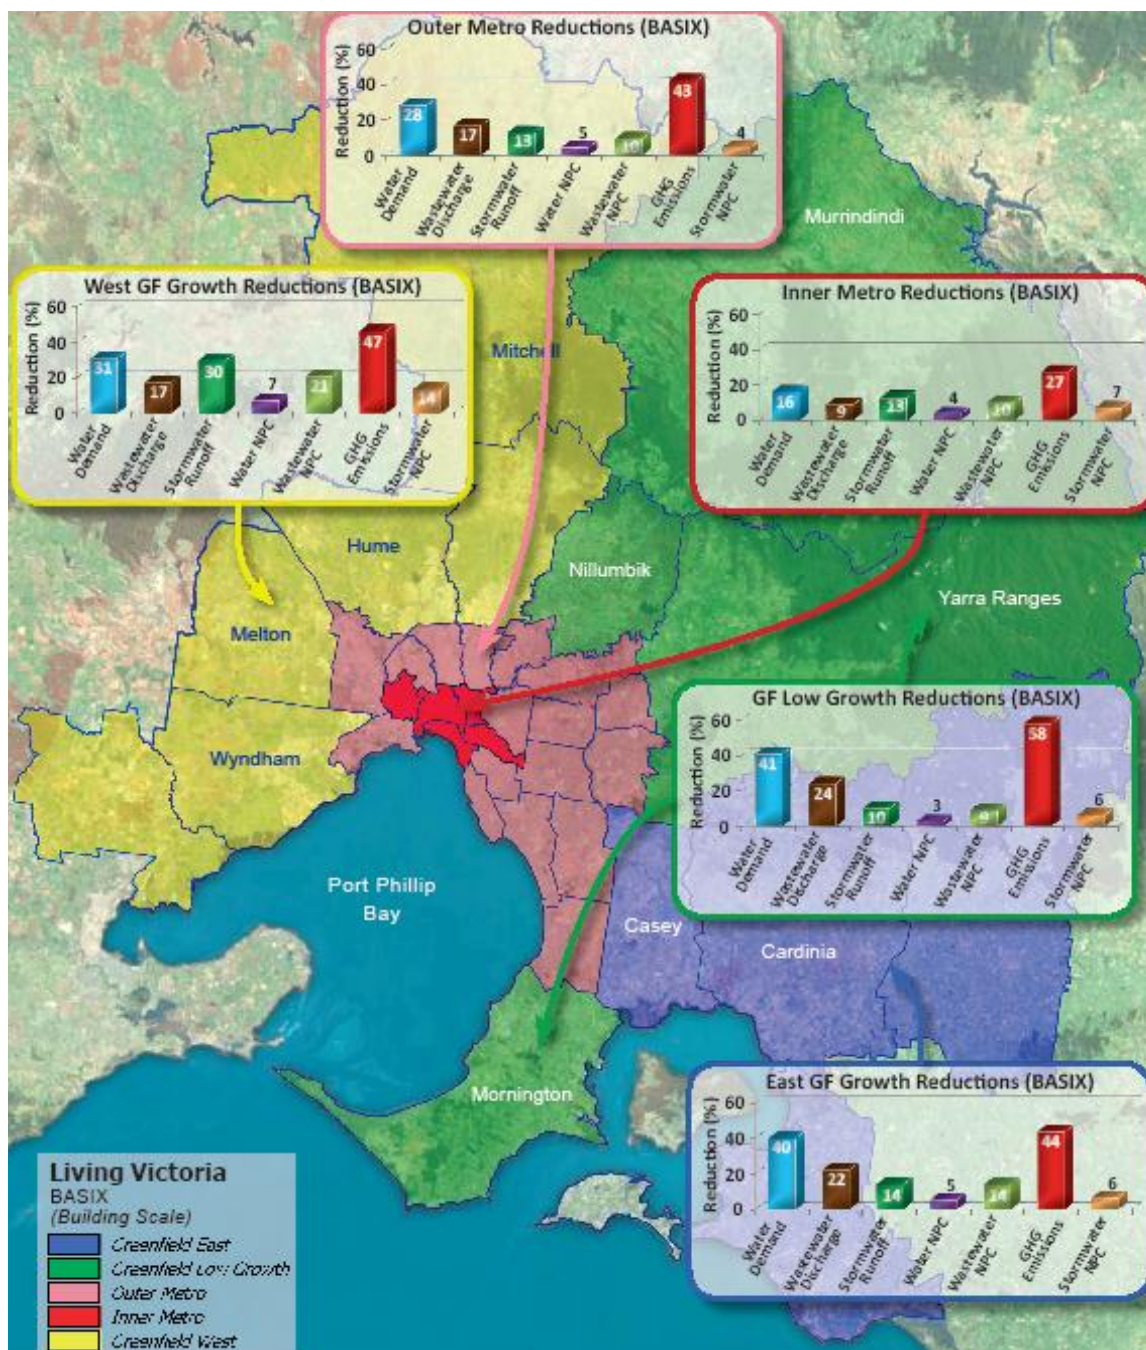 Outer Metro Reductions (BASIX)
Reduction (%)
60
40
20
0
28
17
13
5
10
43
4
Water Demand
Wastewater Discharge
Stormwater Runoff
Water NPC
Wastewater NPC
GHG Emissions
Stormwater NPC
Murrindindi
West GF Growth Reductions (BASIX)
Reduction (%)
60
40
20
0
31
17
30
7
21
47
14
Water Demand
Wastewater Discharge
Stormwater Runoff
Water NPC
Wastewater NPC
GHG Emissions
Stormwater NPC
Mitchell
Inner Metro Reductions (BASIX)
Reduction (%)
60
40
20
0
16
9
13
4
10
27
7
Water Demand
Wastewater Discharge
Stormwater Runoff
Water NPC
Wastewater NPC
GHG Emissions
Stormwater NPC
Hume
Nillumbik
Yarra Ranges
Melton
Wyndham
GF Low Growth Reductions (BASIX)
Reduction (%)
60
40
20
0
41
24
10
3
9
58
6
Water Demand
Wastewater Discharge
Stormwater Runoff
Water NPC
Wastewater NPC
GHG Emissions
Stormwater NPC
Port Phillip
Bay
Casey
Cardinia
Mornington
East GF Growth Reductions (BASIX)
Reduction (%)
60
40
20
0
40
22
14
5
14
44
6
Water Demand
Wastewater Discharge
Stormwater Runoff
Water NPC
Wastewater NPC
GHG Emissions
Stormwater NPC
Living Victoria
BASIX
(Building Scale)
Greenfield East
Greenfield Low Growth
Outer Metro
Inner Metro
Greenfield West